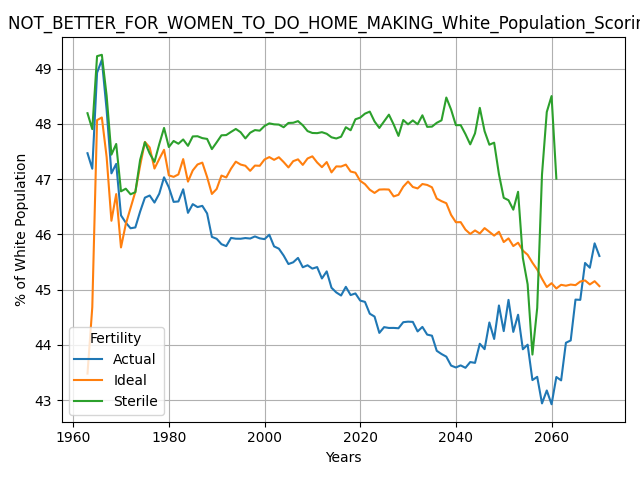 NOT_BETTER_FOR_WOMEN_TO_DO_HOME_MAKING_White_Population_Scorin
49
48
47
46
45
44
43
% of White Population
Fertility
Actual
Ideal
Sterile
1960
1980
2000
2020
2040
2060
Years